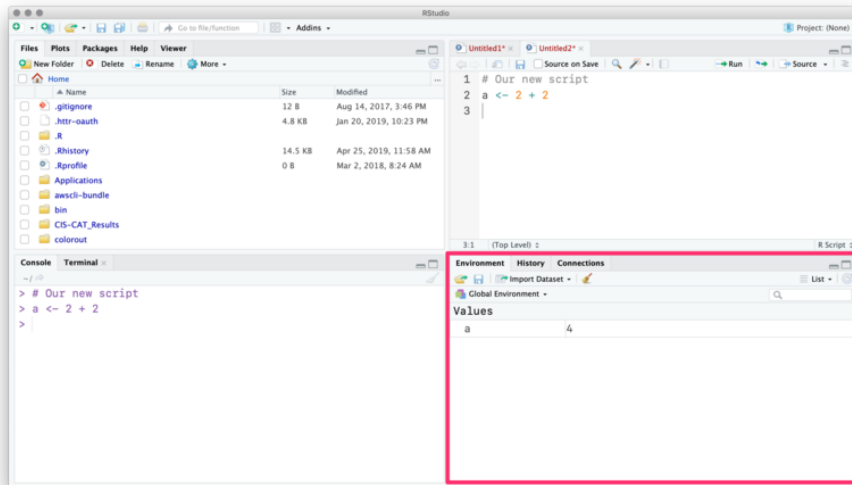 RStudio
Go to file/function
Addins
Project: (None)
Files Plots Packages Help Viewer
New Folder Delete Rename More
Home
Name Size Modified
.gitignore 12 B Aug 14, 2017, 3:46 PM
.httr-oauth 4.8 KB Jan 20, 2019, 10:23 PM
.R
.Rhistory 14.5 KB Apr 25, 2019, 11:58 AM
.Rprofile 0 B Mar 2, 2018, 8:24 AM
Applications
awscli-bundle
bin
CIS-CAT_Results
colorout
Untitled1* Untitled2*
Source on Save Run Source
1 # Our new script
2 a <- 2 + 2
3
3:1 (Top Level) R Script
Console Terminal
~/
> # Our new script
> a <- 2 + 2
>
Environment History Connections
Import Dataset List
Global Environment
Values
a 4